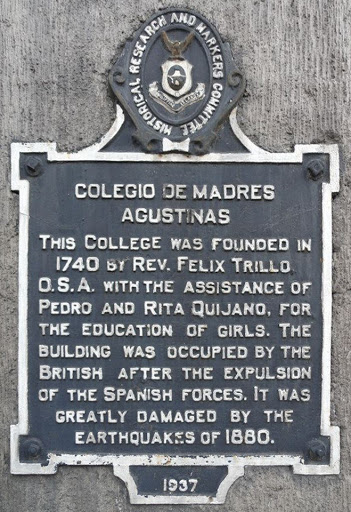 HISTORICAL RESEARCH AND MARKERS COMMITTEE
COLEGIO DE MADRES
AGUSTINAS
THIS COLLEGE WAS FOUNDED IN
1740 BY REV. FELIX TRILLO
O.S.A. WITH THE ASSISTANCE OF
PEDRO AND RITA QUIJANO, FOR
THE EDUCATION OF GIRLS. THE
BUILDING WAS OCCUPIED BY THE
BRITISH AFTER THE EXPULSION
OF THE SPANISH FORCES. IT WAS
GREATLY DAMAGED BY THE
EARTHQUAKES OF 1880.
1937